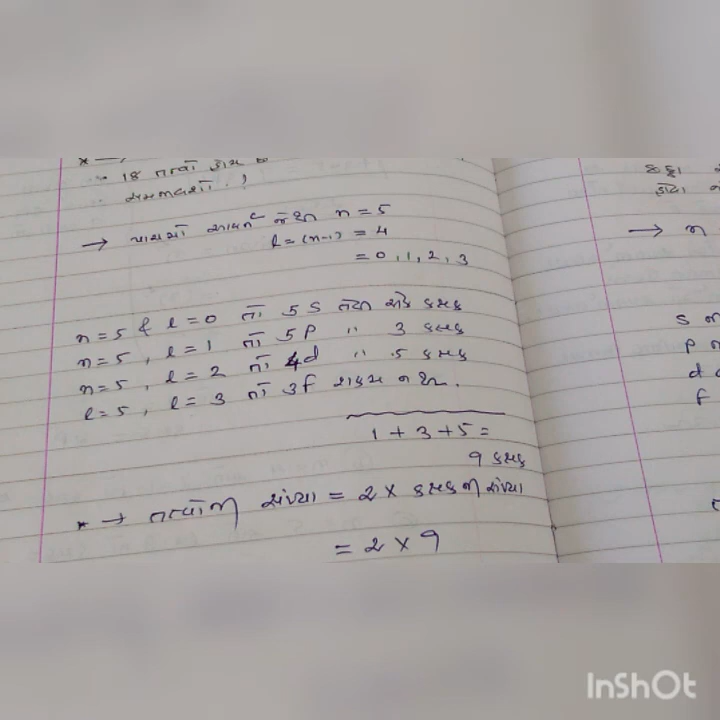 * →
• 18 તત્વો હોય છે
• સમજાવશો.?
→ પાંચમાં આવર્ત માટે n = 5
l = (n-1) = 4
= 0, 1, 2, 3
n = 5 & l = 0 તો 5s એક કક્ષક
n = 5, l = 1 તો 5p " 3 કક્ષક
n = 5, l = 2 તો 4d " 5 કક્ષક
l = 5, l = 3 તો 3f શક્ય નથી.
1 + 3 + 5 =
9 કક્ષક
* → તત્વોની સંખ્યા = 2 × કક્ષકની સંખ્યા
= 2 × 9
→ n
s
p
d
f
InShOt